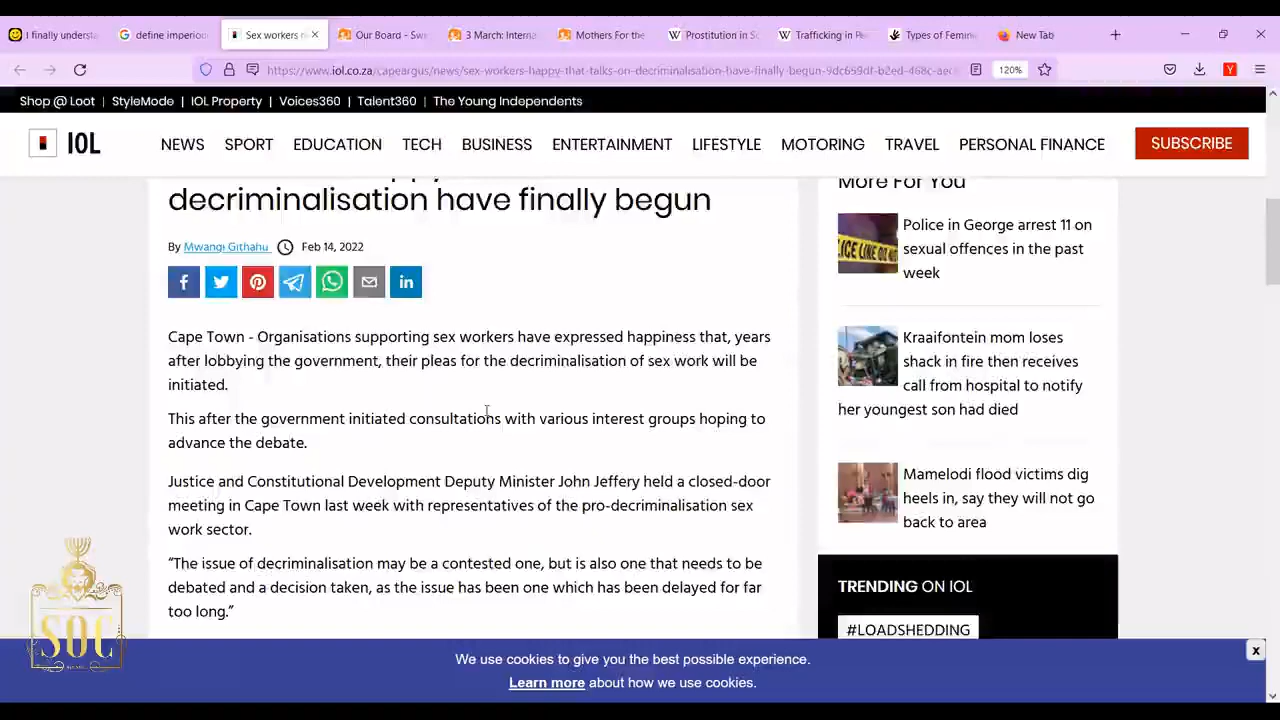 I finally understa
define imperiou
Sex workers h
Our Board - Swe
3 March: Interna
Mothers For the
Prostitution in So
Trafficking in Pe
Types of Femini
New Tab
https://www.iol.co.za/capeargus/news/sex-workers-happy-that-talks-on-decriminalisation-have-finally-begun-9dc659df-b2ed-468c-aec
120%
Shop @ Loot | StyleMode | IOL Property | Voices360 | Talent360 | The Young Independents
IOL
NEWS SPORT EDUCATION TECH BUSINESS ENTERTAINMENT LIFESTYLE MOTORING TRAVEL PERSONAL FINANCE
SUBSCRIBE
decriminalisation have finally begun
By Mwangi Githahu Feb 14, 2022
Cape Town - Organisations supporting sex workers have expressed happiness that, years
after lobbying the government, their pleas for the decriminalisation of sex work will be
initiated.
This after the government initiated consultations with various interest groups hoping to
advance the debate.
Justice and Constitutional Development Deputy Minister John Jeffery held a closed-door
meeting in Cape Town last week with representatives of the pro-decriminalisation sex
work sector.
“The issue of decriminalisation may be a contested one, but is also one that needs to be
debated and a decision taken, as the issue has been one which has been delayed for far
too long.”
More For You
Police in George arrest 11 on
sexual offences in the past
week
Kraaifontein mom loses
shack in fire then receives
call from hospital to notify
her youngest son had died
Mamelodi flood victims dig
heels in, say they will not go
back to area
TRENDING ON IOL
#LOADSHEDDING
SOC
We use cookies to give you the best possible experience.
Learn more about how we use cookies.
x